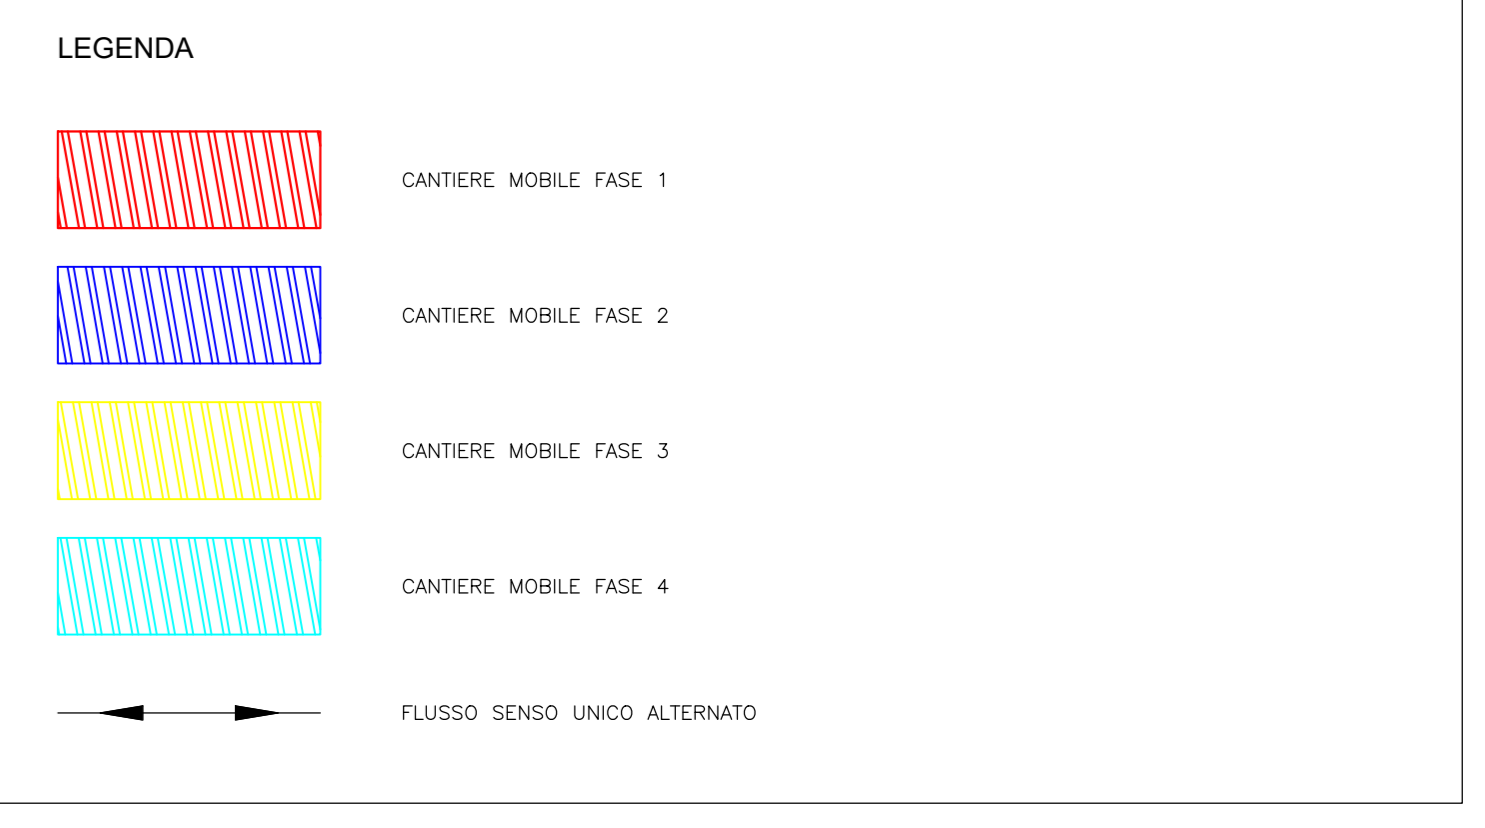 LEGENDA
CANTIERE MOBILE FASE 1
CANTIERE MOBILE FASE 2
CANTIERE MOBILE FASE 3
CANTIERE MOBILE FASE 4
FLUSSO SENSO UNICO ALTERNATO